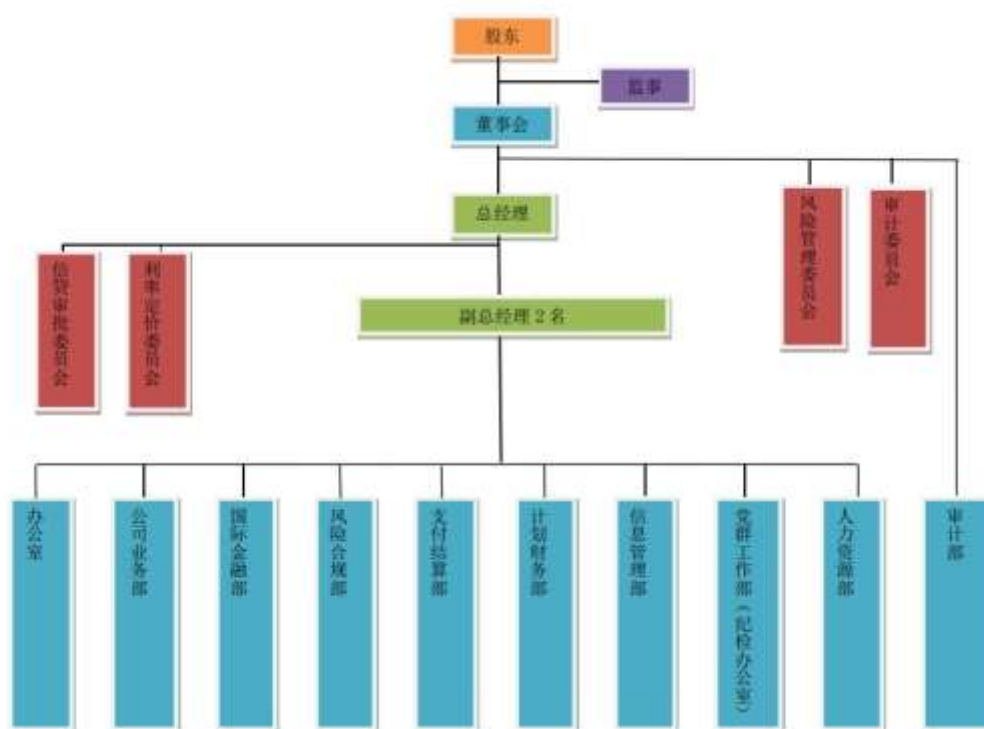 股东
监事
董事会
总经理
风险管理委员会
审计委员会
信贷审批委员会
利率定价委员会
副总经理2名
办公室
公司业务部
国际金融部
风险合规部
支付结算部
计划财务部
信息管理部
党群工作部（纪检办公室）
人力资源部
审计部